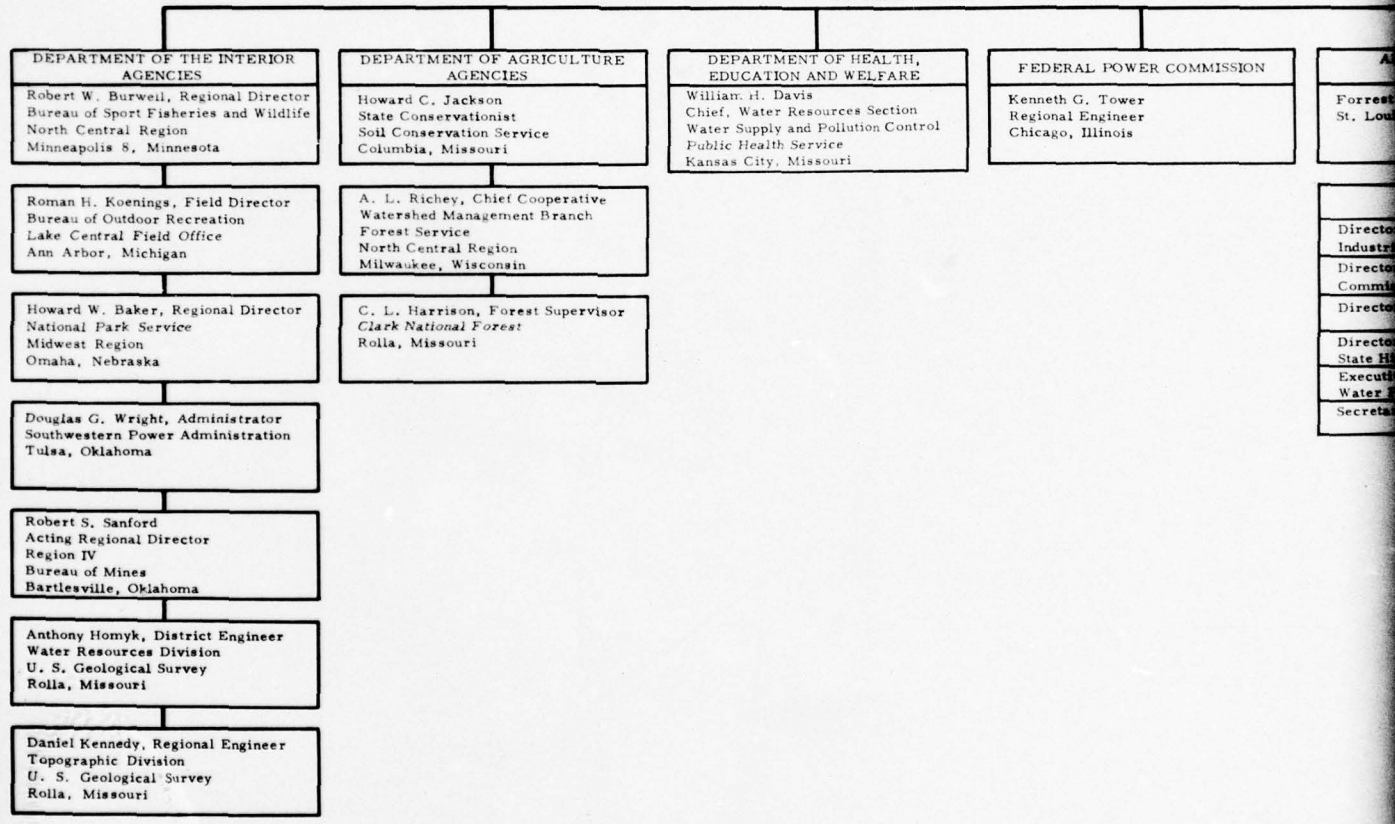 DEPARTMENT OF THE INTERIOR
AGENCIES
Robert W. Burwell, Regional Director
Bureau of Sport Fisheries and Wildlife
North Central Region
Minneapolis 8, Minnesota
Roman H. Koenings, Field Director
Bureau of Outdoor Recreation
Lake Central Field Office
Ann Arbor, Michigan
Howard W. Baker, Regional Director
National Park Service
Midwest Region
Omaha, Nebraska
Douglas G. Wright, Administrator
Southwestern Power Administration
Tulsa, Oklahoma
Robert S. Sanford
Acting Regional Director
Region IV
Bureau of Mines
Bartlesville, Oklahoma
Anthony Homyk, District Engineer
Water Resources Division
U. S. Geological Survey
Rolla, Missouri
Daniel Kennedy, Regional Engineer
Topographic Division
U. S. Geological Survey
Rolla, Missouri
DEPARTMENT OF AGRICULTURE
AGENCIES
Howard C. Jackson
State Conservationist
Soil Conservation Service
Columbia, Missouri
A. L. Richey, Chief Cooperative
Watershed Management Branch
Forest Service
North Central Region
Milwaukee, Wisconsin
C. L. Harrison, Forest Supervisor
Clark National Forest
Rolla, Missouri
DEPARTMENT OF HEALTH,
EDUCATION AND WELFARE
William H. Davis
Chief, Water Resources Section
Water Supply and Pollution Control
Public Health Service
Kansas City, Missouri
FEDERAL POWER COMMISSION
Kenneth G. Tower
Regional Engineer
Chicago, Illinois
Forrest
St. Loui
Director
Industri
Director
Commis
Director
Director
State Hi
Executi
Water
Secretar